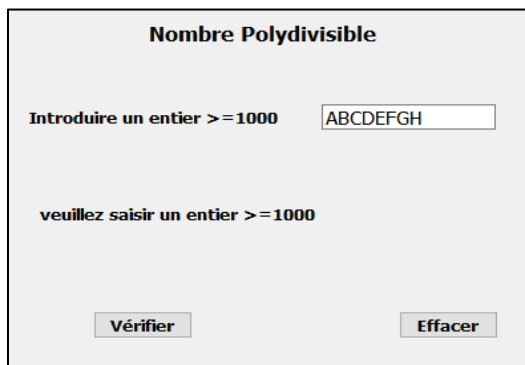 Nombre Polydivisible
Introduire un entier >=1000 ABCDEFGH
veuillez saisir un entier >=1000
Vérifier Effacer